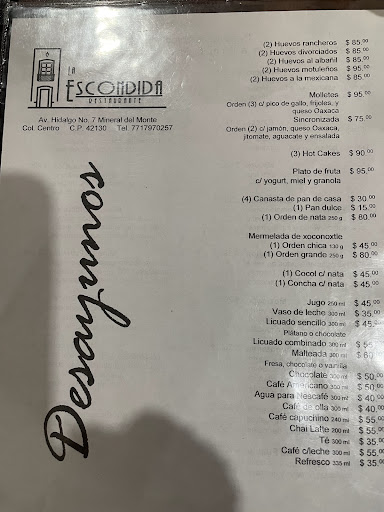 LA
ESCONDIDA
RESTAURANTE
Av. Hidalgo No. 7 Mineral del Monte
Col. Centro C.P. 42130 Tel. 7717970257
Desayunos
(2) Huevos rancheros $ 85.00
(2) Huevos divorciados $ 85.00
(2) Huevos al albañil $ 85.00
(2) Huevos motuleños $ 95.00
(2) Huevos a la mexicana $ 85.00
Molletes $ 95.00
Orden (3) c/ pico de gallo, frijoles, y
queso Oaxaca
Sincronizada $ 75.00
Orden (2) c/ jamón, queso Oaxaca,
jitomate, aguacate y ensalada
(3) Hot Cakes $ 90.00
Plato de fruta $ 95.00
c/ yogurt, miel y granola
(4) Canasta de pan de casa $ 30.00
(1) Pan dulce $ 15.00
(1) Orden de nata 250 g $ 80.00
Mermelada de xoconoxtle
(1) Orden chica 130 g $ 45.00
(1) Orden grande 250 g $ 80.00
(1) Cocol c/ nata $ 45.00
(1) Concha c/ nata $ 45.00
Jugo 250 ml $ 45.00
Vaso de leche 300 ml $ 35.00
Licuado sencillo 300 ml $ 45.00
Plátano o chocolate
Licuado combinado 300 ml $
Malteada 300 ml $
Fresa, chocolate o vainilla
Chocolate 300 ml $ 50.00
Café Americano 300 ml $ 50.00
Agua para Nescafé 300 ml $ 40.00
Café de olla 300 ml $ 40.00
Café capuchino 240 ml $ 55.00
Chai Latte 200 ml $ 55.00
Té 300 ml $ 35.00
Café c/leche 300 ml $ 55.00
Refresco 335 ml $ 35.00